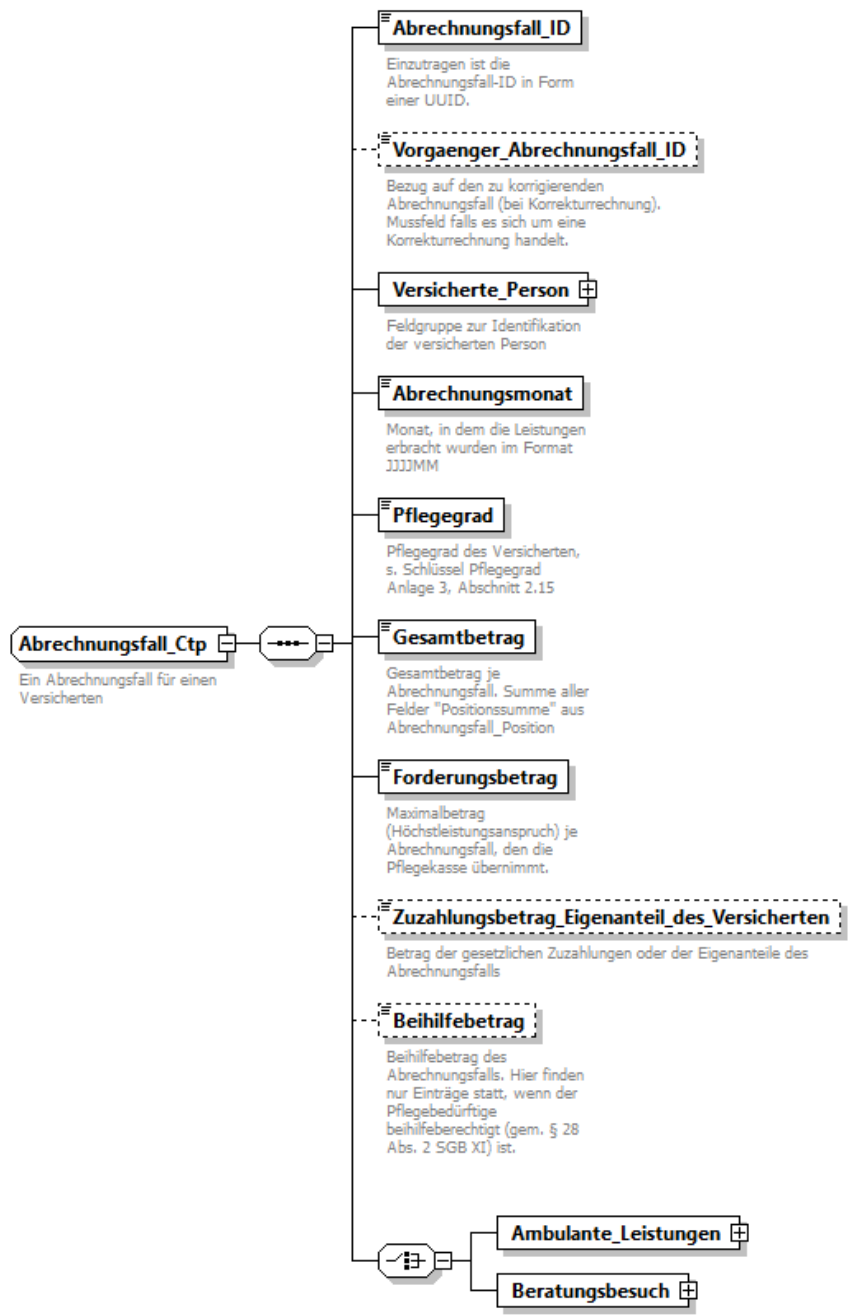 Abrechnungsfall_ID
Einzutragen ist die
Abrechnungsfall-ID in Form
einer UUID.
Vorgaenger_Abrechnungsfall_ID
Bezug auf den zu korrigierenden
Abrechnungsfall (bei Korrekturrechnung).
Mussfeld falls es sich um eine
Korrekturrechnung handelt.
Versicherte_Person
Feldgruppe zur Identifikation
der versicherten Person
Abrechnungsmonat
Monat, in dem die Leistungen
erbracht wurden im Format
JJJJMM
Pflegegrad
Pflegegrad des Versicherten,
s. Schlüssel Pflegegrad
Anlage 3, Abschnitt 2.15
Abrechnungsfall_Ctp
Ein Abrechnungsfall für einen
Versicherten
Gesamtbetrag
Gesamtbetrag je
Abrechnungsfall. Summe aller
Felder "Positionssumme" aus
Abrechnungsfall_Position
Forderungsbetrag
Maximalbetrag
(Höchstleistungsanspruch) je
Abrechnungsfall, den die
Pflegekasse übernimmt.
Zuzahlungsbetrag_Eigenanteil_des_Versicherten
Betrag der gesetzlichen Zuzahlungen oder der Eigenanteile des
Abrechnungsfalls
Beihilfebetrag
Beihilfebetrag des
Abrechnungsfalls. Hier finden
nur Einträge statt, wenn der
Pflegebedürftige
beihilfeberechtigt (gem. § 28
Abs. 2 SGB XI) ist.
Ambulante_Leistungen
Beratungsbesuch